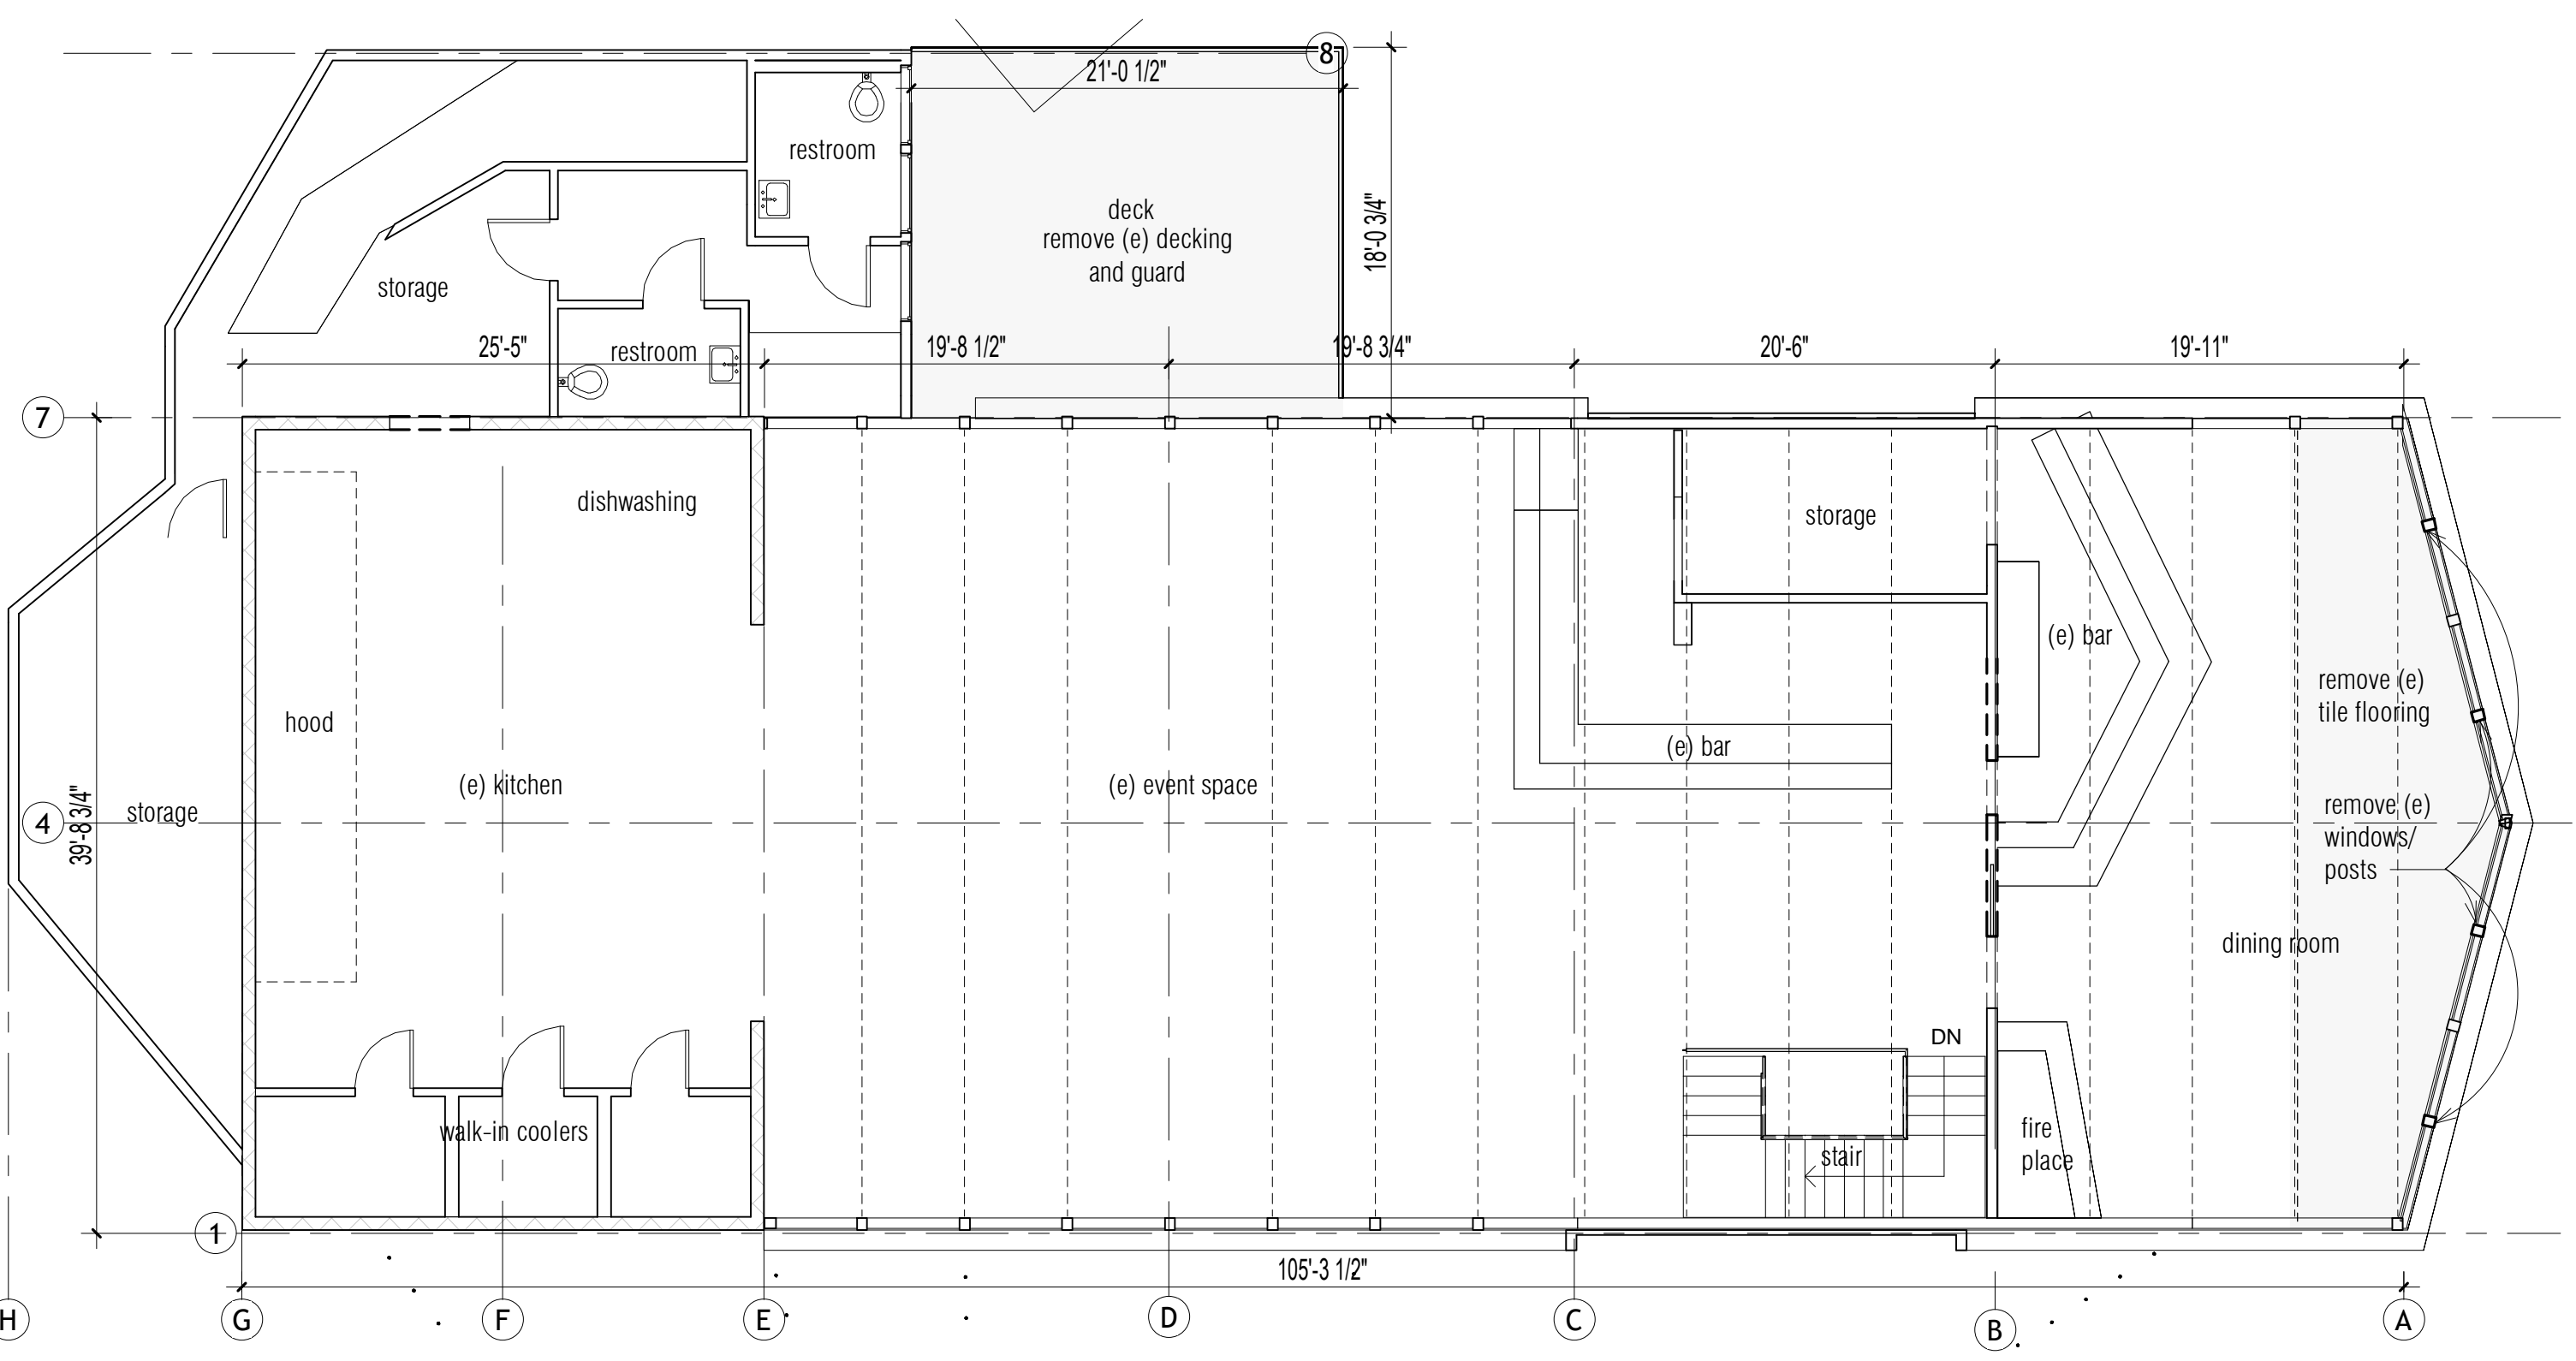 8
21'-0 1/2"
restroom
18'-0 3/4"
deck
remove (e) decking
and guard
storage
25'-5"
restroom
19'-8 1/2"
19'-8 3/4"
20'-6"
19'-11"
7
dishwashing
storage
(e) bar
remove (e)
tile flooring
hood
(e) bar
(e) kitchen
(e) event space
storage
4
39'-8 3/4"
remove (e)
windows/
posts
dining room
DN
walk-in coolers
stair
fire
place
1
105'-3 1/2"
H
G
F
E
D
C
B
A